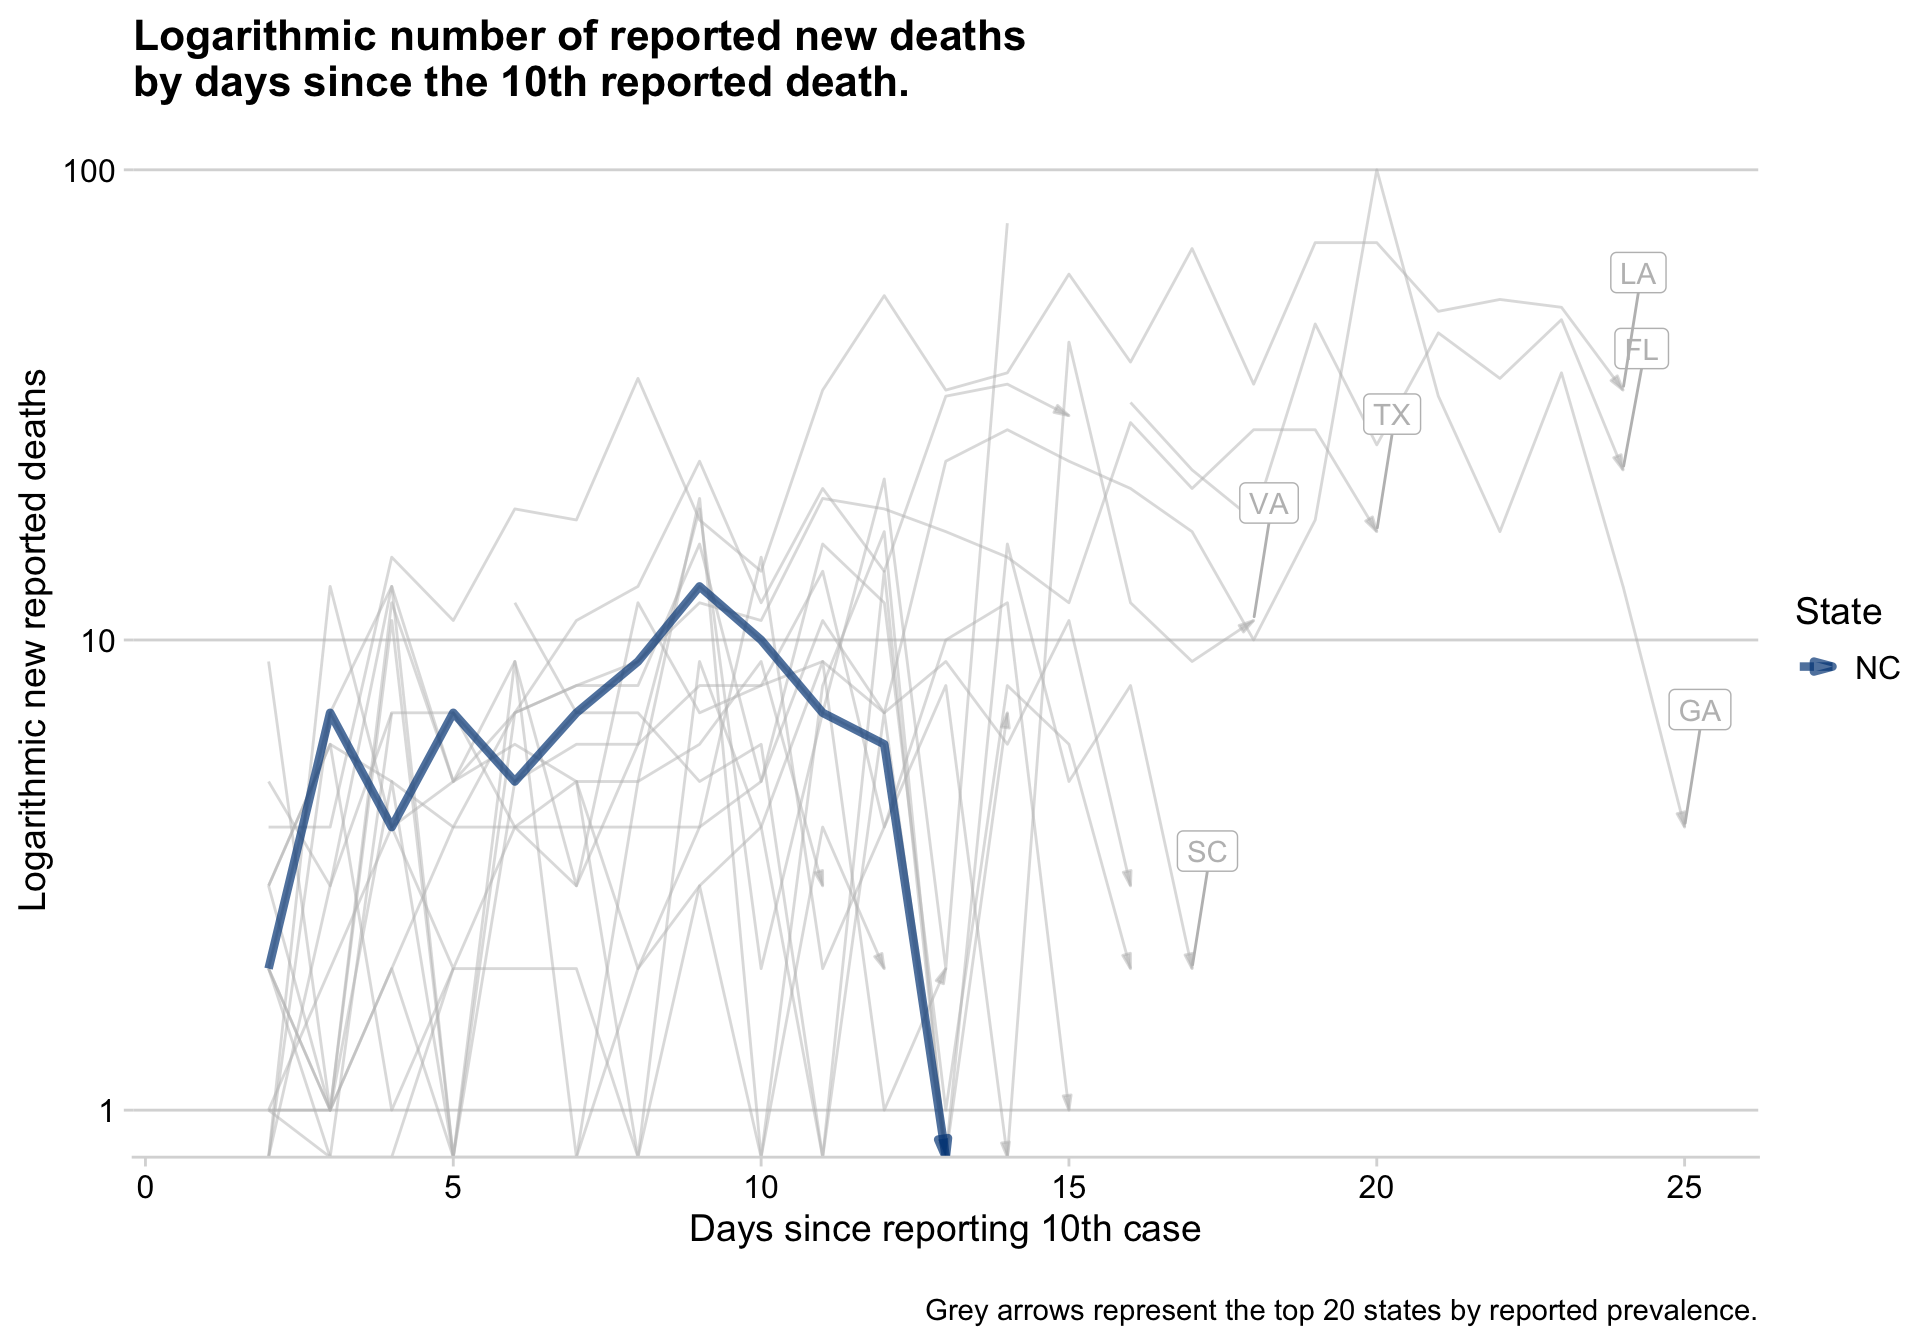 Logarithmic number of reported new deaths
by days since the 10th reported death.
Logarithmic new reported deaths
100
10
1
LA
FL
TX
VA
GA
SC
State
NC
0 5 10 15 20 25
Days since reporting 10th case
Grey arrows represent the top 20 states by reported prevalence.